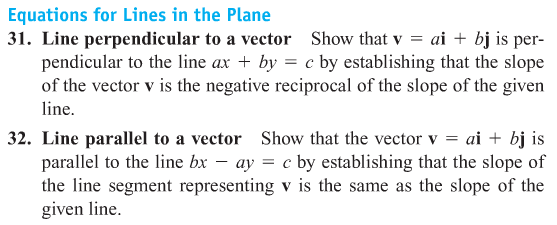 Equations for Lines in the Plane
31. Line perpendicular to a vector Show that v = ai + bj is per-
pendicular to the line ax + by = c by establishing that the slope
of the vector v is the negative reciprocal of the slope of the given
line.
32. Line parallel to a vector Show that the vector v = ai + bj is
parallel to the line bx − ay = c by establishing that the slope of
the line segment representing v is the same as the slope of the
given line.